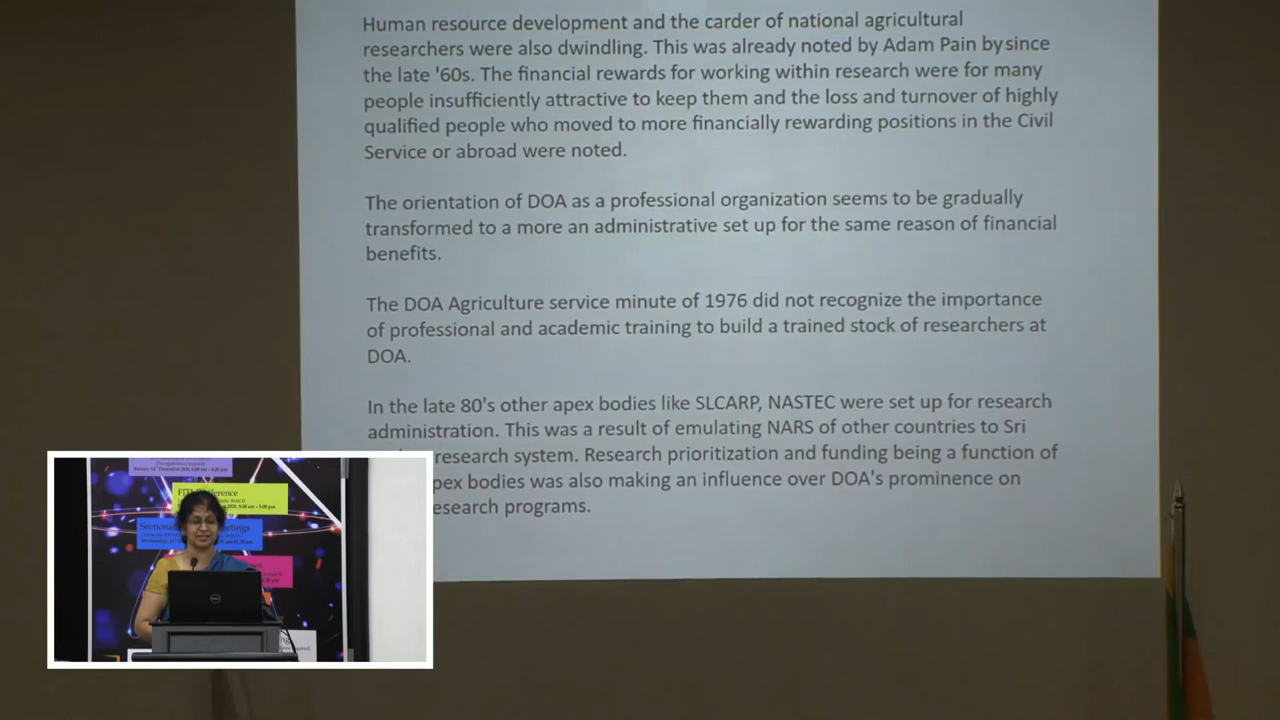 Human resource development and the carder of national agricultural
researchers were also dwindling. This was already noted by Adam Pain by since
the late '60s. The financial rewards for working within research were for many
people insufficiently attractive to keep them and the loss and turnover of highly
qualified people who moved to more financially rewarding positions in the Civil
Service or abroad were noted.
The orientation of DOA as a professional organization seems to be gradually
transformed to a more an administrative set up for the same reason of financial
benefits.
The DOA Agriculture service minute of 1976 did not recognize the importance
of professional and academic training to build a trained stock of researchers at
DOA.
In the late 80's other apex bodies like SLCARP, NASTEC were set up for research
administration. This was a result of emulating NARS of other countries to Sri
research system. Research prioritization and funding being a function of
pex bodies was also making an influence over DOA's prominence on
esearch programs.
Sectional
etings
DELL